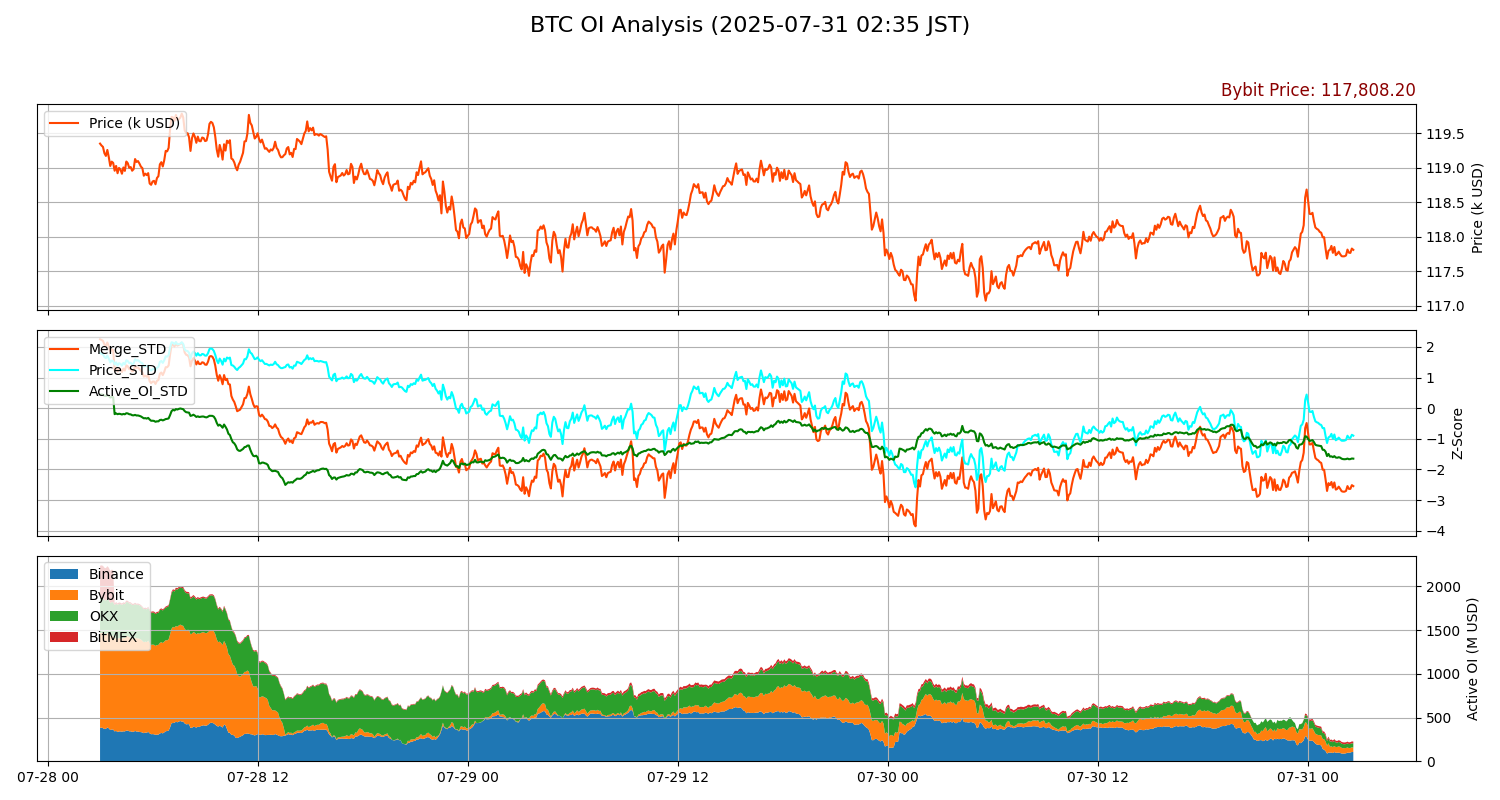 BTC OI Analysis (2025-07-31 02:35 JST)
Bybit Price: 117,808.20
Price (k USD)
119.5
119.0
118.5
118.0
117.5
117.0
Price (k USD)
Merge_STD
Price_STD
Active_OI_STD
2
1
0
−1
−2
−3
−4
Z-Score
Binance
Bybit
OKX
BitMEX
2000
1500
1000
500
0
Active OI (M USD)
07-28 00
07-28 12
07-29 00
07-29 12
07-30 00
07-30 12
07-31 00